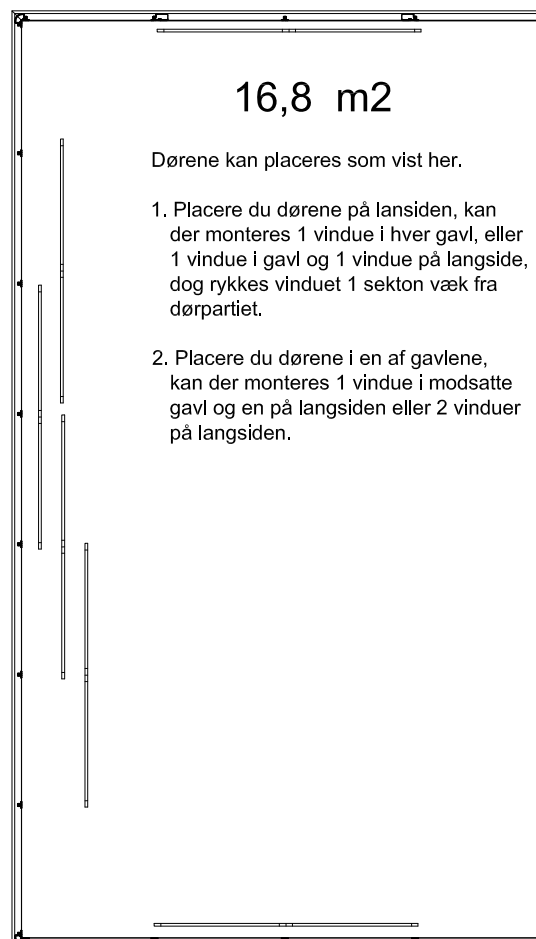 16,8 m2
Dørene kan placeres som vist her.
1. Placere du dørene på lansiden, kan
der monteres 1 vindue i hver gavl, eller
1 vindue i gavl og 1 vindue på langside,
dog rykkes vinduet 1 sekton væk fra
dørpartiet.
2. Placere du dørene i en af gavlene,
kan der monteres 1 vindue i modsatte
gavl og en på langsiden eller 2 vinduer
på langsiden.